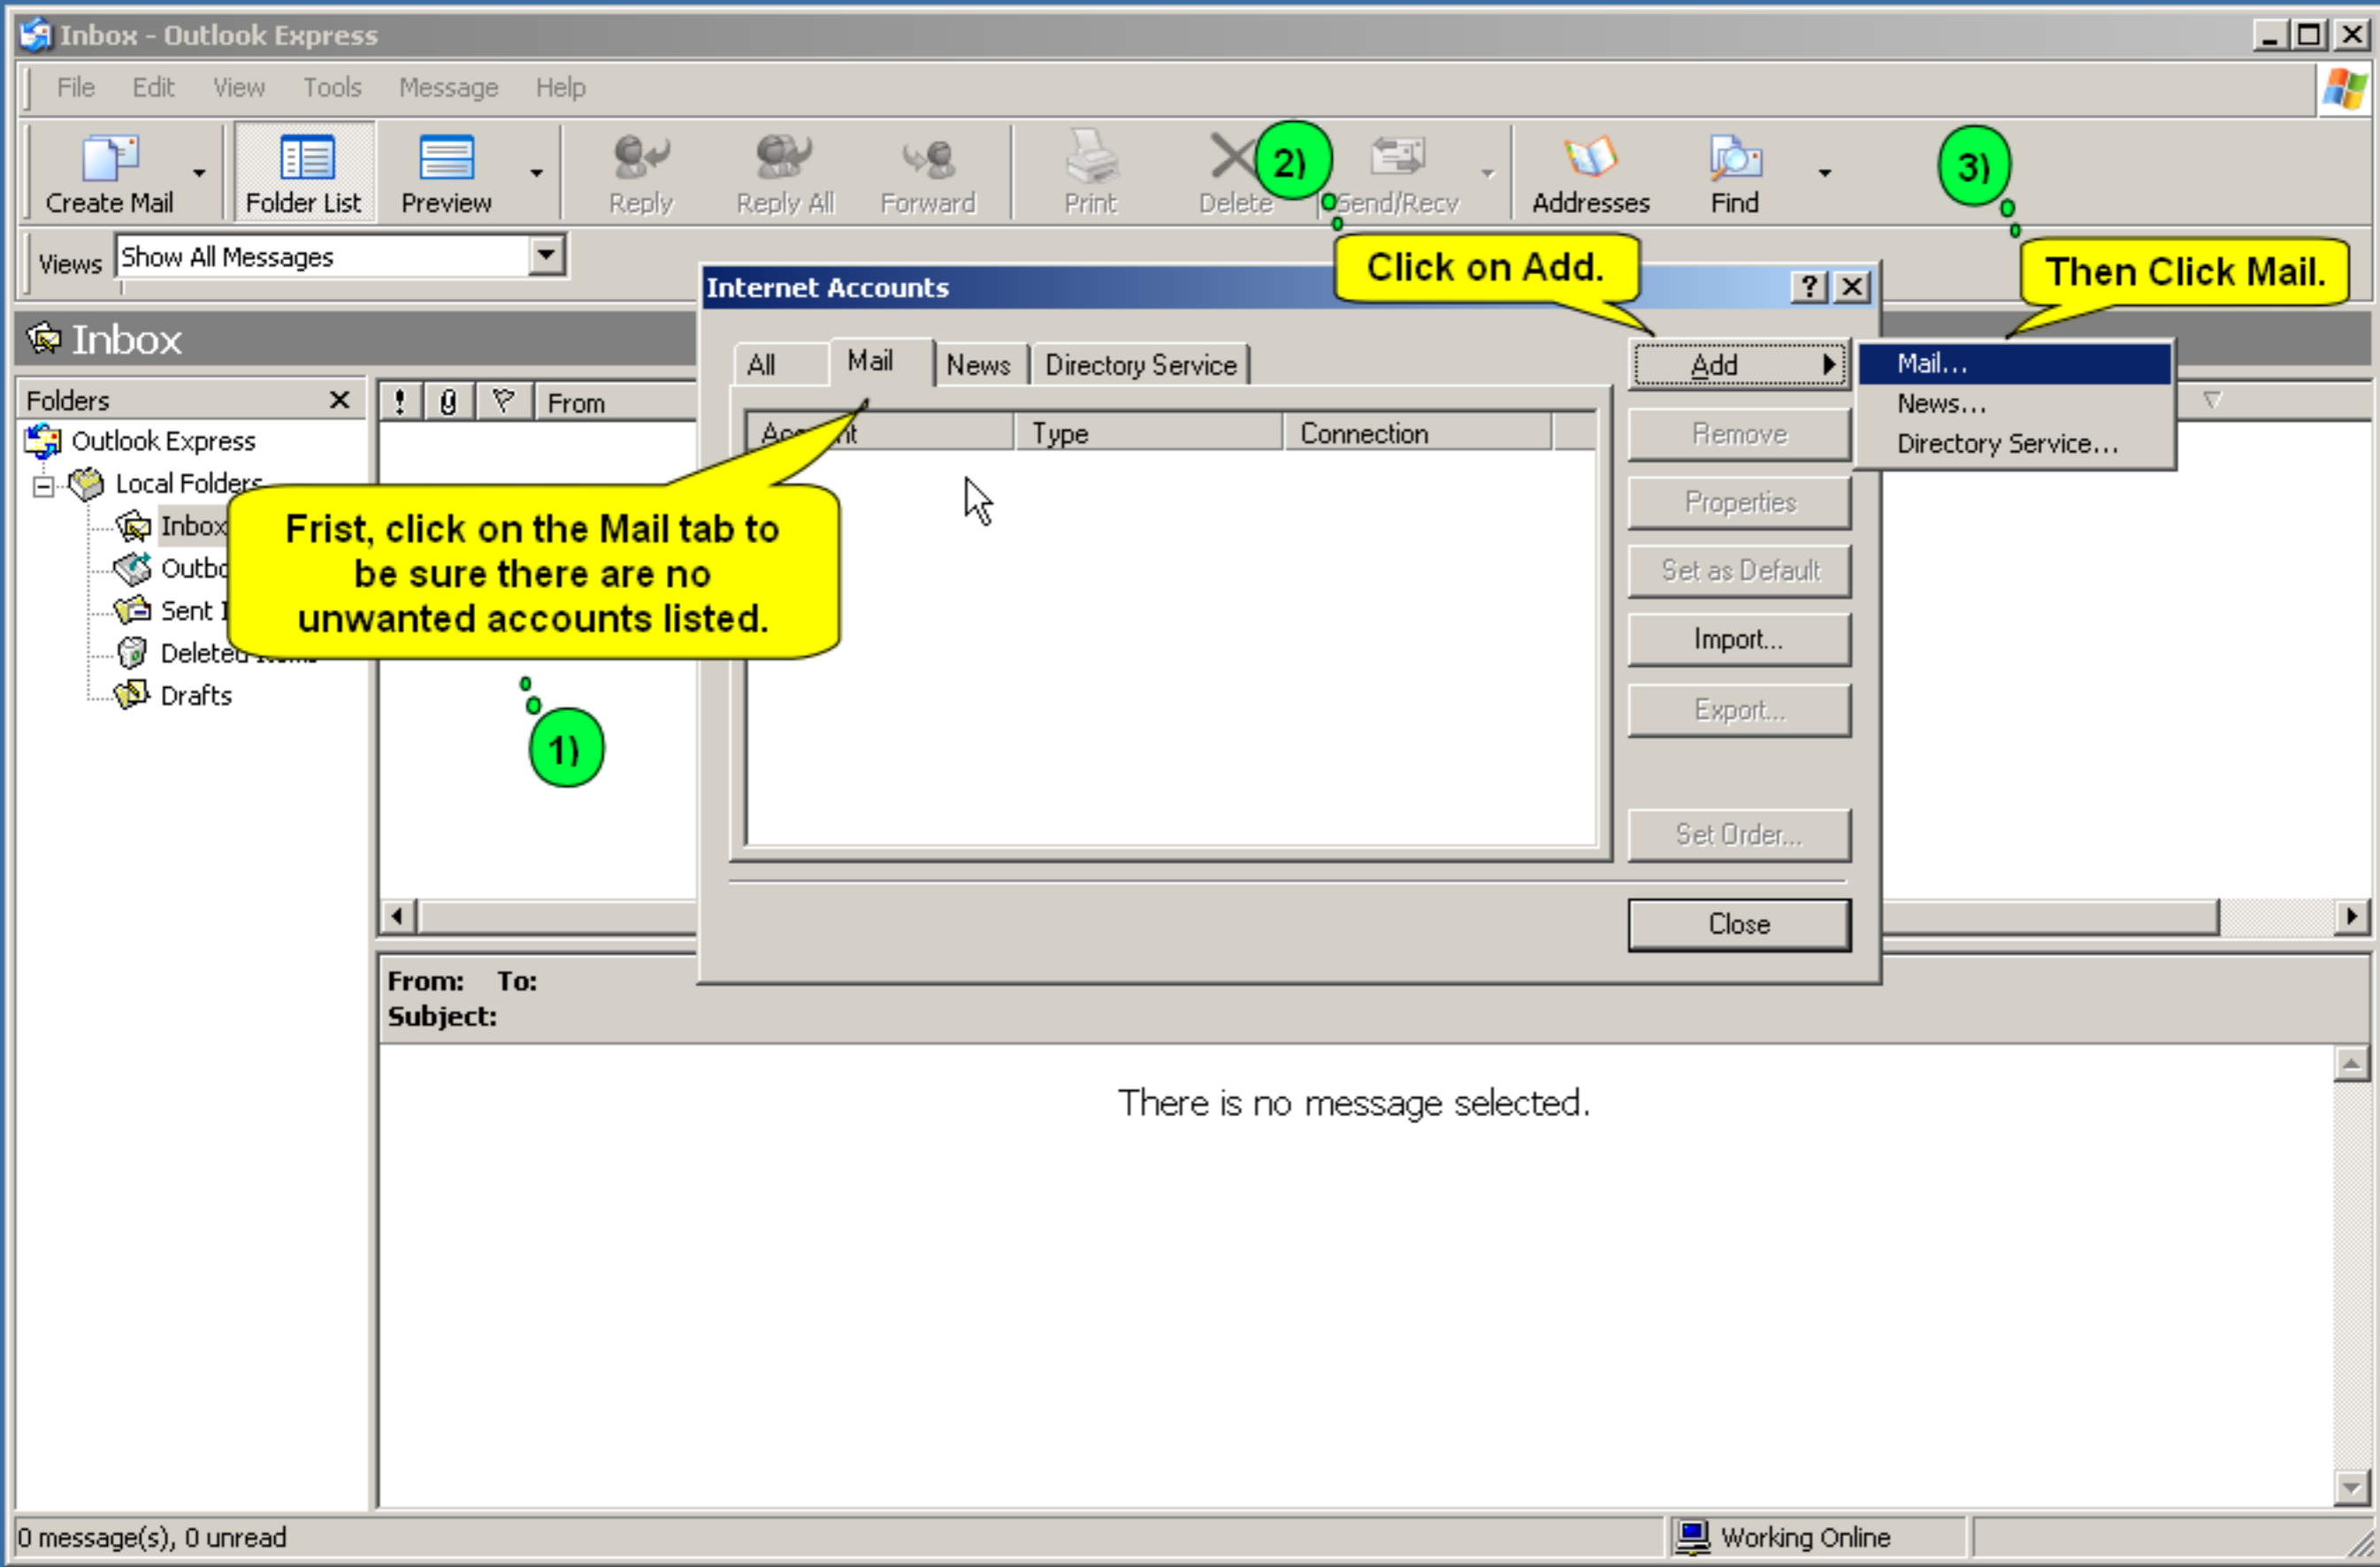 Inbox - Outlook Express
File Edit View Tools Message Help
Create Mail Folder List Preview Reply Reply All Forward Print Delete Send/Recv Addresses Find
2)
3)
Views Show All Messages
Click on Add.
Then Click Mail.
Internet Accounts
Inbox
All Mail News Directory Service
Add
Mail...
News...
Directory Service...
Folders
! From
Account Type Connection
Remove
Outlook Express
Local Folders
Inbox
Outbo
Sent I
Deleted Items
Drafts
Frist, click on the Mail tab to
be sure there are no
unwanted accounts listed.
1)
Properties
Set as Default
Import...
Export...
Set Order...
Close
From: To:
Subject:
There is no message selected.
0 message(s), 0 unread
Working Online